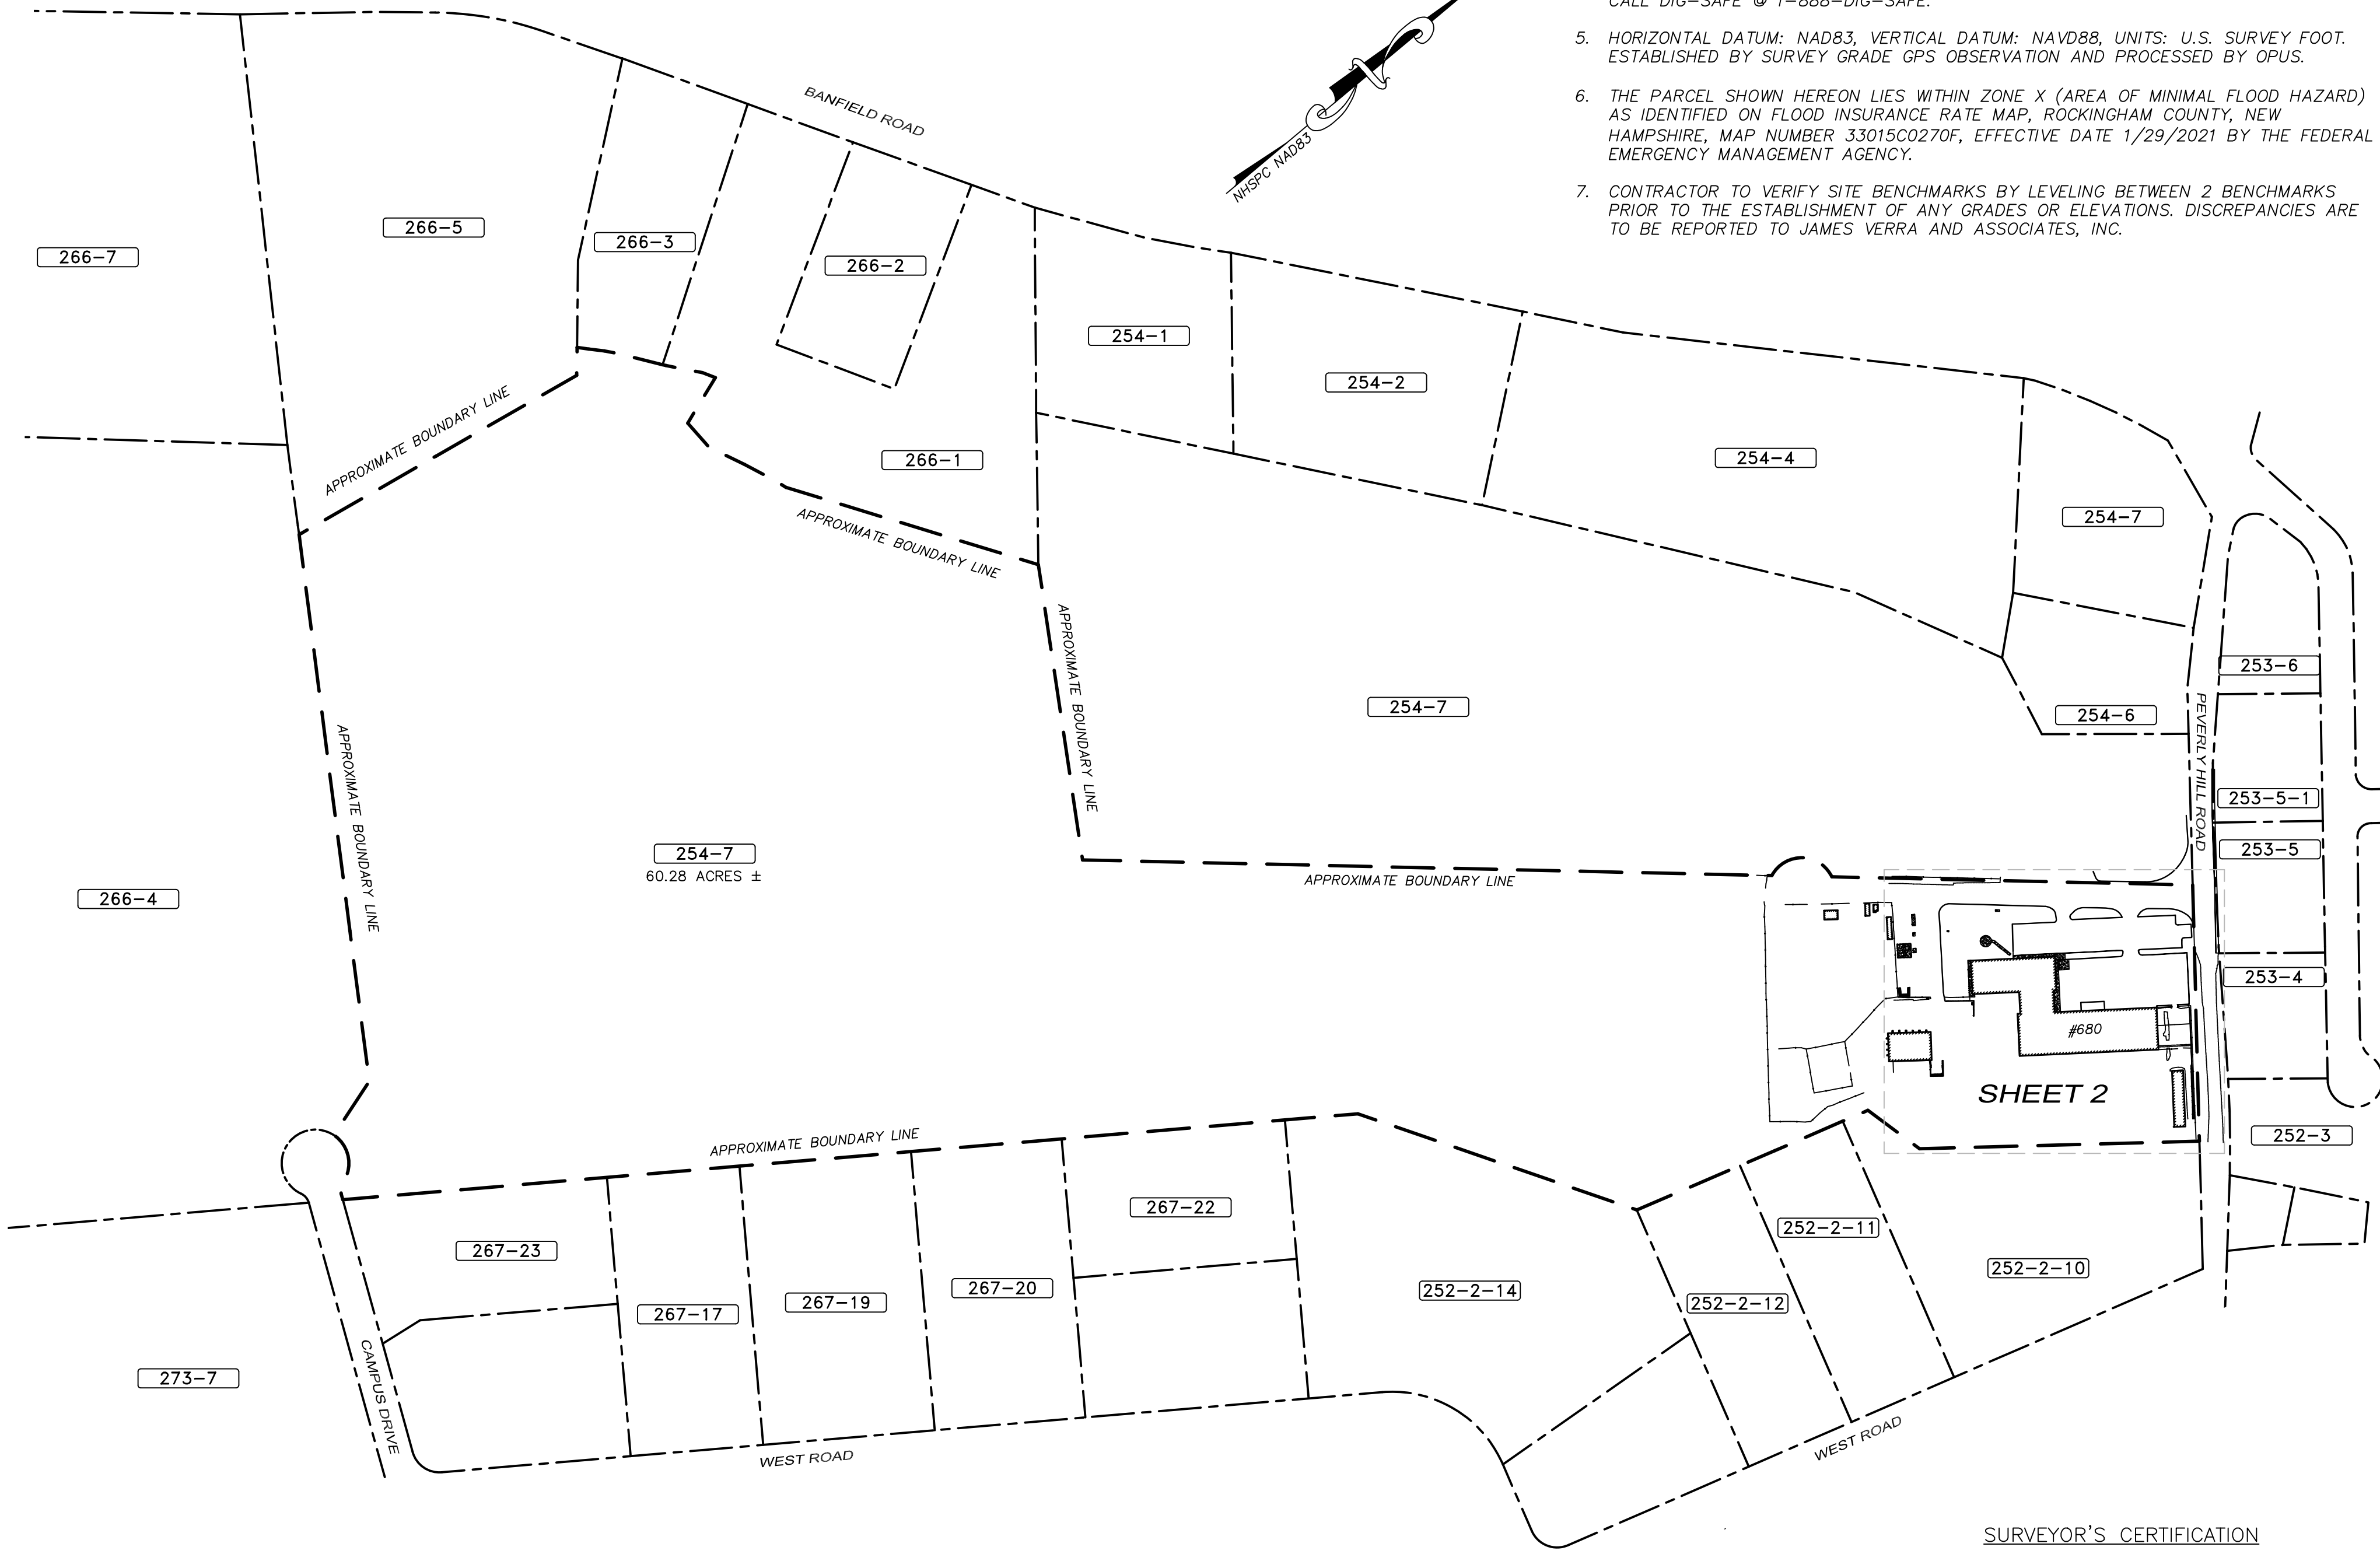 CALL DIG-SAFE @ 1-888-DIG-SAFE.
5. HORIZONTAL DATUM: NAD83, VERTICAL DATUM: NAVD88, UNITS: U.S. SURVEY FOOT.
ESTABLISHED BY SURVEY GRADE GPS OBSERVATION AND PROCESSED BY OPUS.
6. THE PARCEL SHOWN HEREON LIES WITHIN ZONE X (AREA OF MINIMAL FLOOD HAZARD)
AS IDENTIFIED ON FLOOD INSURANCE RATE MAP, ROCKINGHAM COUNTY, NEW
HAMPSHIRE, MAP NUMBER 33015C0270F, EFFECTIVE DATE 1/29/2021 BY THE FEDERAL
EMERGENCY MANAGEMENT AGENCY.
7. CONTRACTOR TO VERIFY SITE BENCHMARKS BY LEVELING BETWEEN 2 BENCHMARKS
PRIOR TO THE ESTABLISHMENT OF ANY GRADES OR ELEVATIONS. DISCREPANCIES ARE
TO BE REPORTED TO JAMES VERRA AND ASSOCIATES, INC.
NHSPC NAD83
BANFIELD ROAD
266-7
266-5
266-3
266-2
254-1
254-2
266-1
254-4
254-7
APPROXIMATE BOUNDARY LINE
APPROXIMATE BOUNDARY LINE
APPROXIMATE BOUNDARY LINE
254-7
254-6
253-6
PEVERLY HILL ROAD
253-5-1
253-5
APPROXIMATE BOUNDARY LINE
254-7
60.28 ACRES ±
266-4
APPROXIMATE BOUNDARY LINE
253-4
#680
SHEET 2
252-3
APPROXIMATE BOUNDARY LINE
267-22
267-23
252-2-11
252-2-10
267-17
267-19
267-20
252-2-14
252-2-12
273-7
CAMPUS DRIVE
WEST ROAD
WEST ROAD
SURVEYOR'S CERTIFICATION